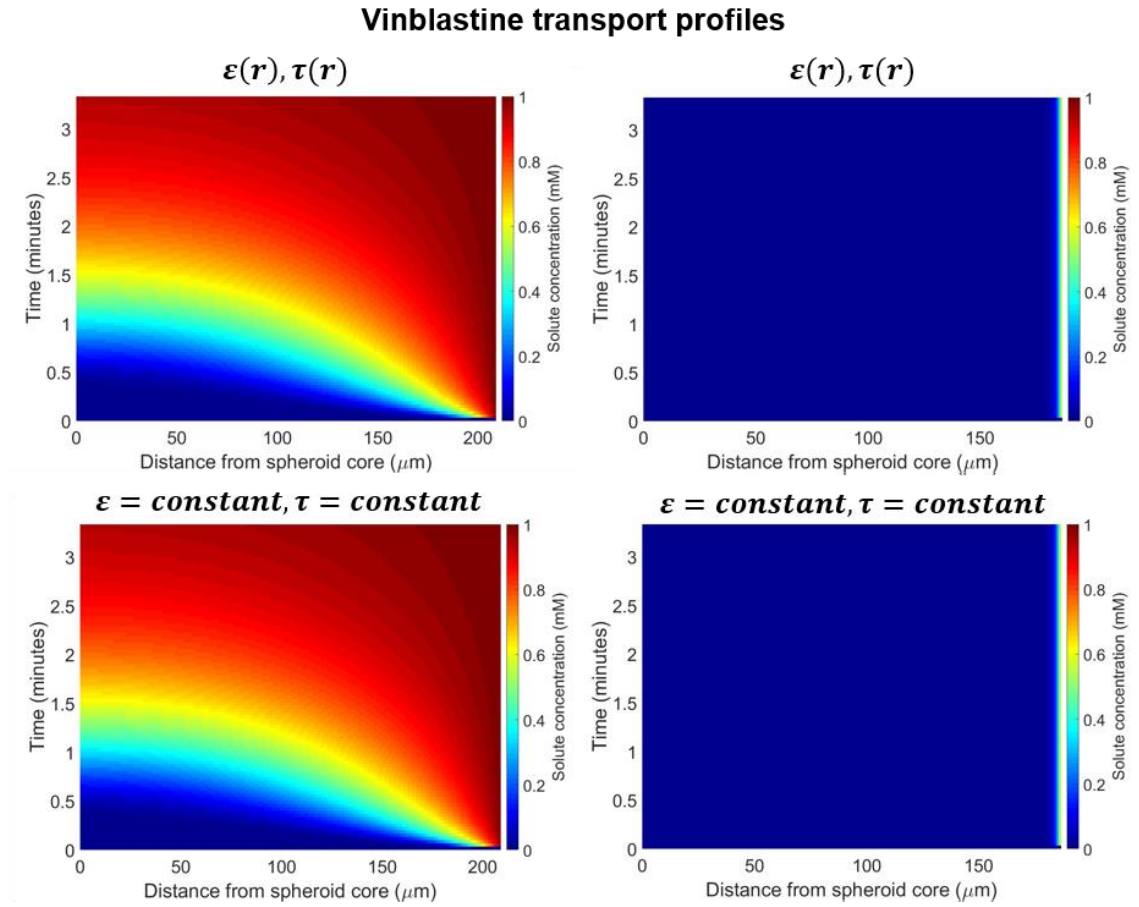 Vinblastine transport profiles
ε(r), τ(r)
Time (minutes)
3
2.5
2
1.5
1
0.5
0
0 50 100 150 200
Distance from spheroid core (μm)
1
0.8
0.6
0.4
0.2
0
Solute concentration (mM)
ε(r), τ(r)
Time (minutes)
3
2.5
2
1.5
1
0.5
0
0 50 100 150
Distance from spheroid core (μm)
1
0.8
0.6
0.4
0.2
0
Solute concentration (mM)
ε = constant, τ = constant
Time (minutes)
3
2.5
2
1.5
1
0.5
0
0 50 100 150 200
Distance from spheroid core (μm)
1
0.8
0.6
0.4
0.2
0
Solute concentration (mM)
ε = constant, τ = constant
Time (minutes)
3
2.5
2
1.5
1
0.5
0
0 50 100 150
Distance from spheroid core (μm)
1
0.8
0.6
0.4
0.2
0
Solute concentration (mM)